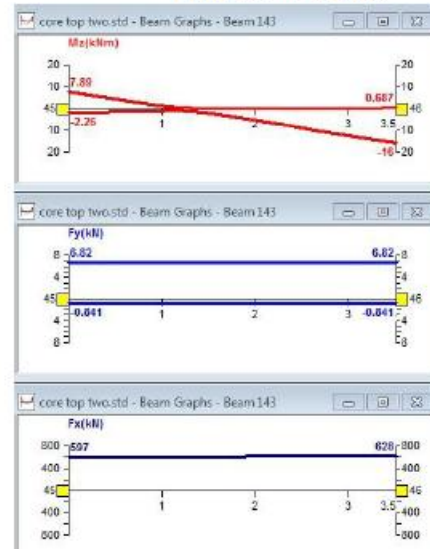 core top two.std - Beam Graphs - Beam 143
Mz(kNm)
20 20
7.89
10 10
0.687
45 46
-2.26 1 2 3 3.5
10 10
-16
20 20
core top two.std - Beam Graphs - Beam 143
Fy(kN)
6.82 6.82
8 8
4 4
45 46
-0.641 1 2 3 -0.641
4 4
8 8
core top two.std - Beam Graphs - Beam 143
Fx(kN)
800 597 628 800
400 400
45 46
1 2 3 3.5
400 400
800 800